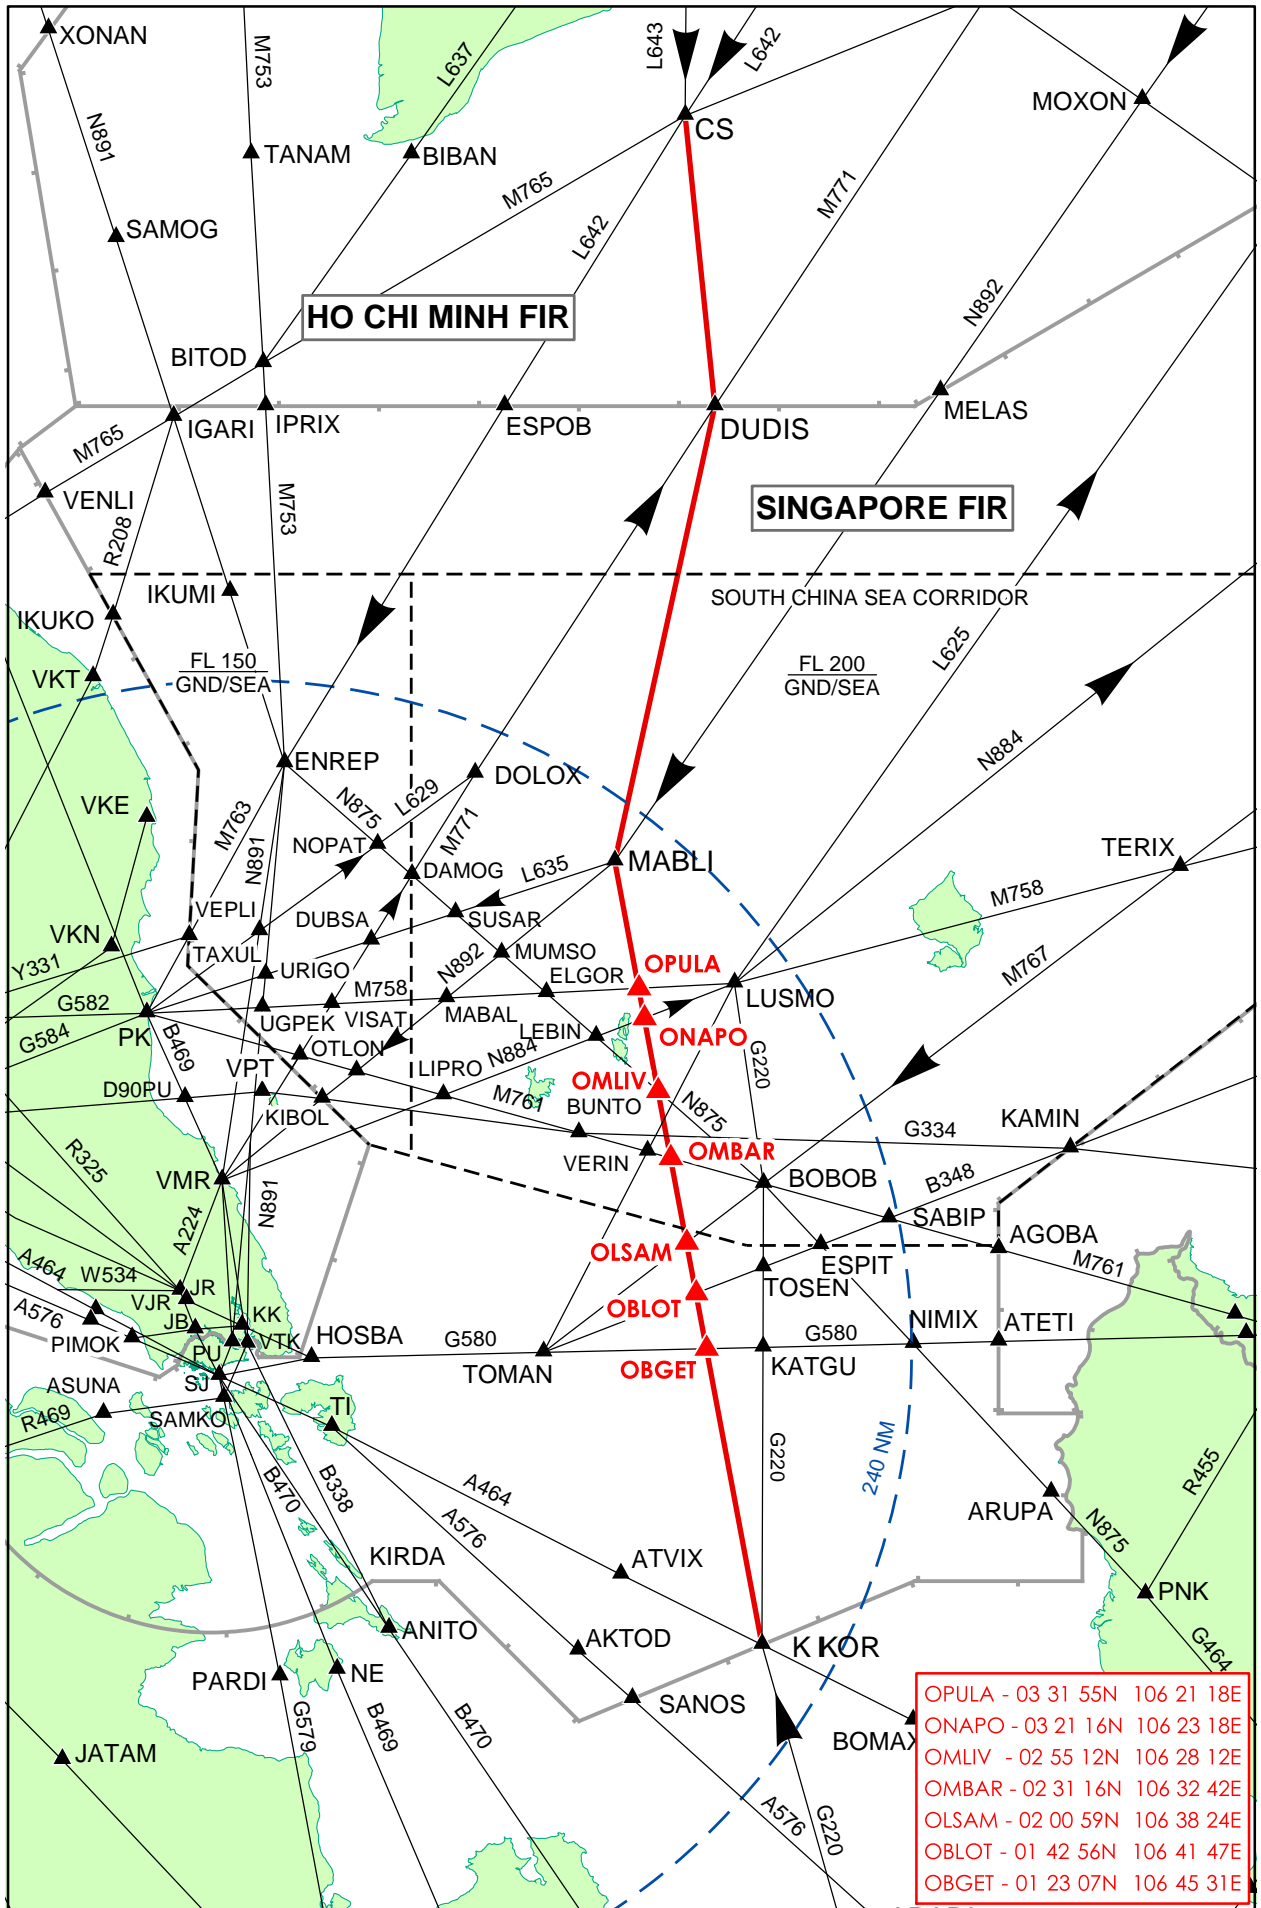 XONAN
M753
L637
L643
L642
MOXON
N891
TANAM
BIBAN
CS
M765
M771
SAMOG
L642
N892
HO CHI MINH FIR
BITOD
MELAS
IGARI
IPRIX
ESPOB
DUDIS
M765
VENLI
M753
SINGAPORE FIR
R208
IKUMI
SOUTH CHINA SEA CORRIDOR
IKUKO
L625
VKT
FL 150
GND/SEA
FL 200
GND/SEA
ENREP
DOLOX
N884
VKE
M763
N875
L629
M771
NOPAT
N891
DAMOG
L635
MABLI
TERIX
M758
VEPLI
DUBSA
SUSAR
VKN
TAXUL
MUMSO
M767
Y331
URIGO
N892
ELGOR
OPULA
LUSMO
G582
M758
MABAL
PK
UGPEK
VISAT
LEBIN
ONAPO
G584
B469
OTLON
N884
G220
VPT
LIPRO
OMLIV
D90PU
KIBOL
M761
BUNTO
N875
KAMIN
G334
R325
VERIN
OMBAR
VMR
BOBOB
B348
N891
A224
SABIP
AGOBA
OLSAM
ESPIT
M761
A464
W534
JR
TOSEN
VJR
OBLOT
A576
JB
KK
NIMIX
ATETI
PIMOK
VTK
HOSBA
G580
G580
PU
TOMAN
OBGET
KATGU
ASUNA
SJ
TI
R469
SAMKO
240 NM
G220
B470
B338
A464
R455
ARUPA
A576
N875
KIRDA
ATVIX
PNK
ANITO
AKTOD
K IKOR
G464
PARDI
NE
SANOS
G579
B469
B470
BOMAX
JATAM
A576
G220
OPULA - 03 31 55N 106 21 18E
ONAPO - 03 21 16N 106 23 18E
OMLIV - 02 55 12N 106 28 12E
OMBAR - 02 31 16N 106 32 42E
OLSAM - 02 00 59N 106 38 24E
OBLOT - 01 42 56N 106 41 47E
OBGET - 01 23 07N 106 45 31E